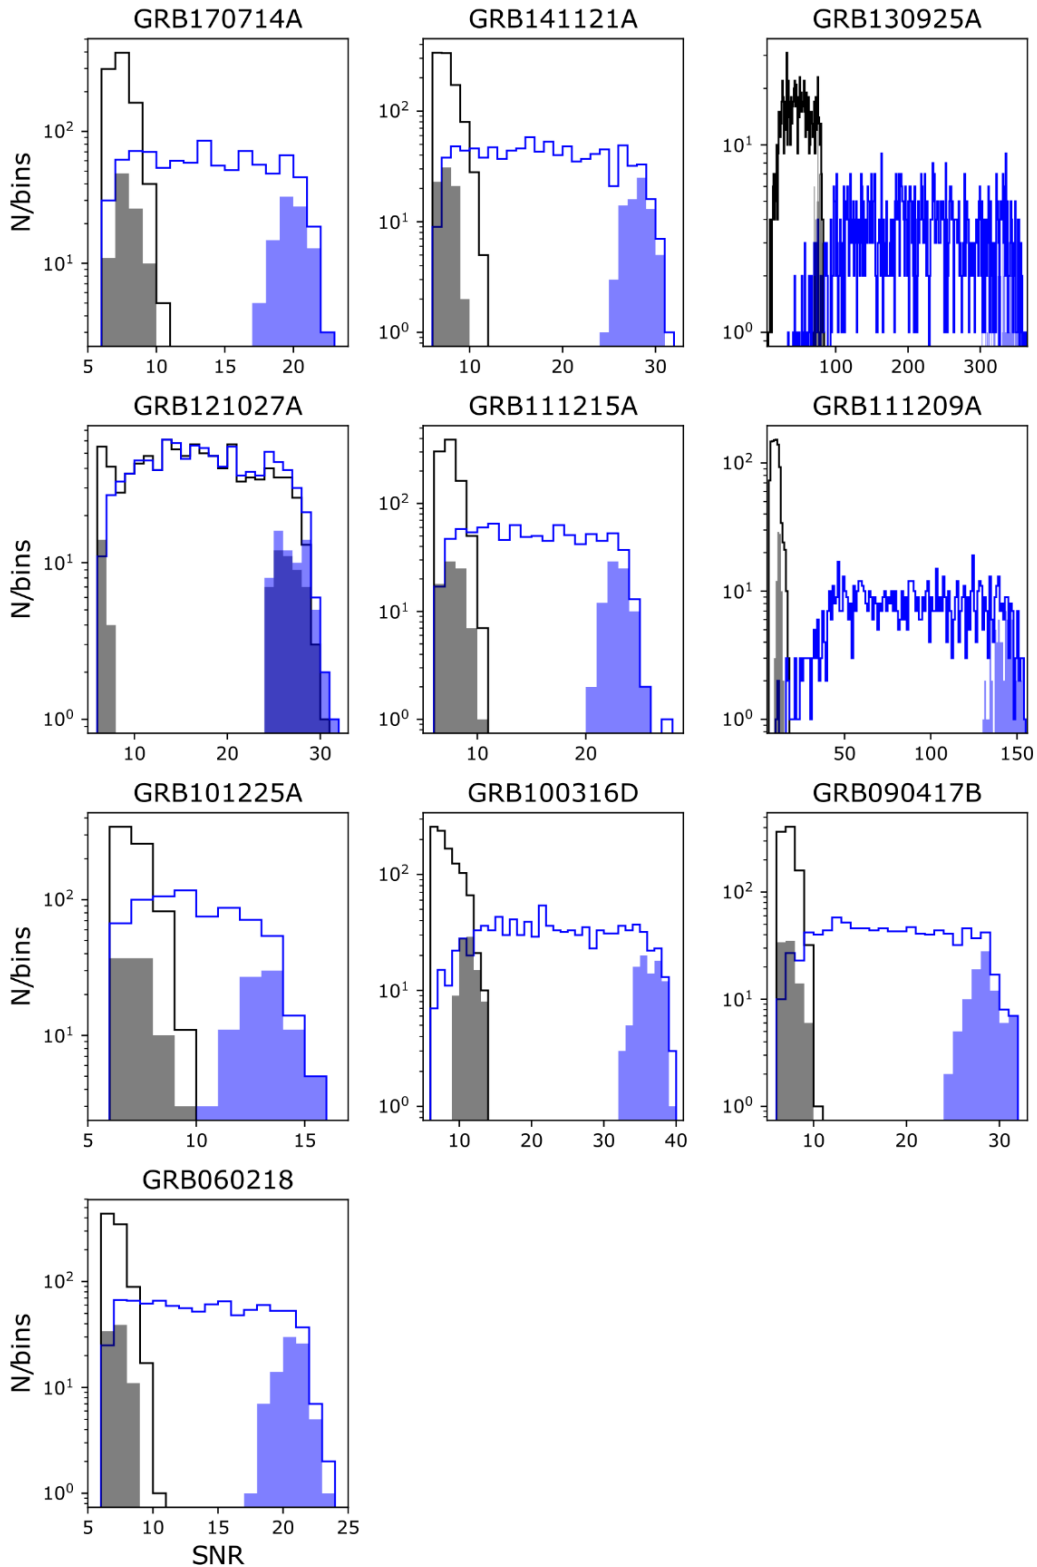 GRB170714A GRB141121A GRB130925A
N/bins
10² 10² 10¹
10¹ 10¹
10⁰ 10⁰
5 10 15 20 10 20 30 100 200 300
GRB121027A GRB111215A GRB111209A
N/bins
10² 10²
10¹ 10¹ 10¹
10⁰ 10⁰ 10⁰
10 20 30 10 20 50 100 150
GRB101225A GRB100316D GRB090417B
N/bins
10² 10² 10²
10¹ 10¹ 10¹
10⁰ 10⁰
5 10 15 10 20 30 40 10 20 30
GRB060218
N/bins
10²
10¹
10⁰
5 10 15 20 25
SNR